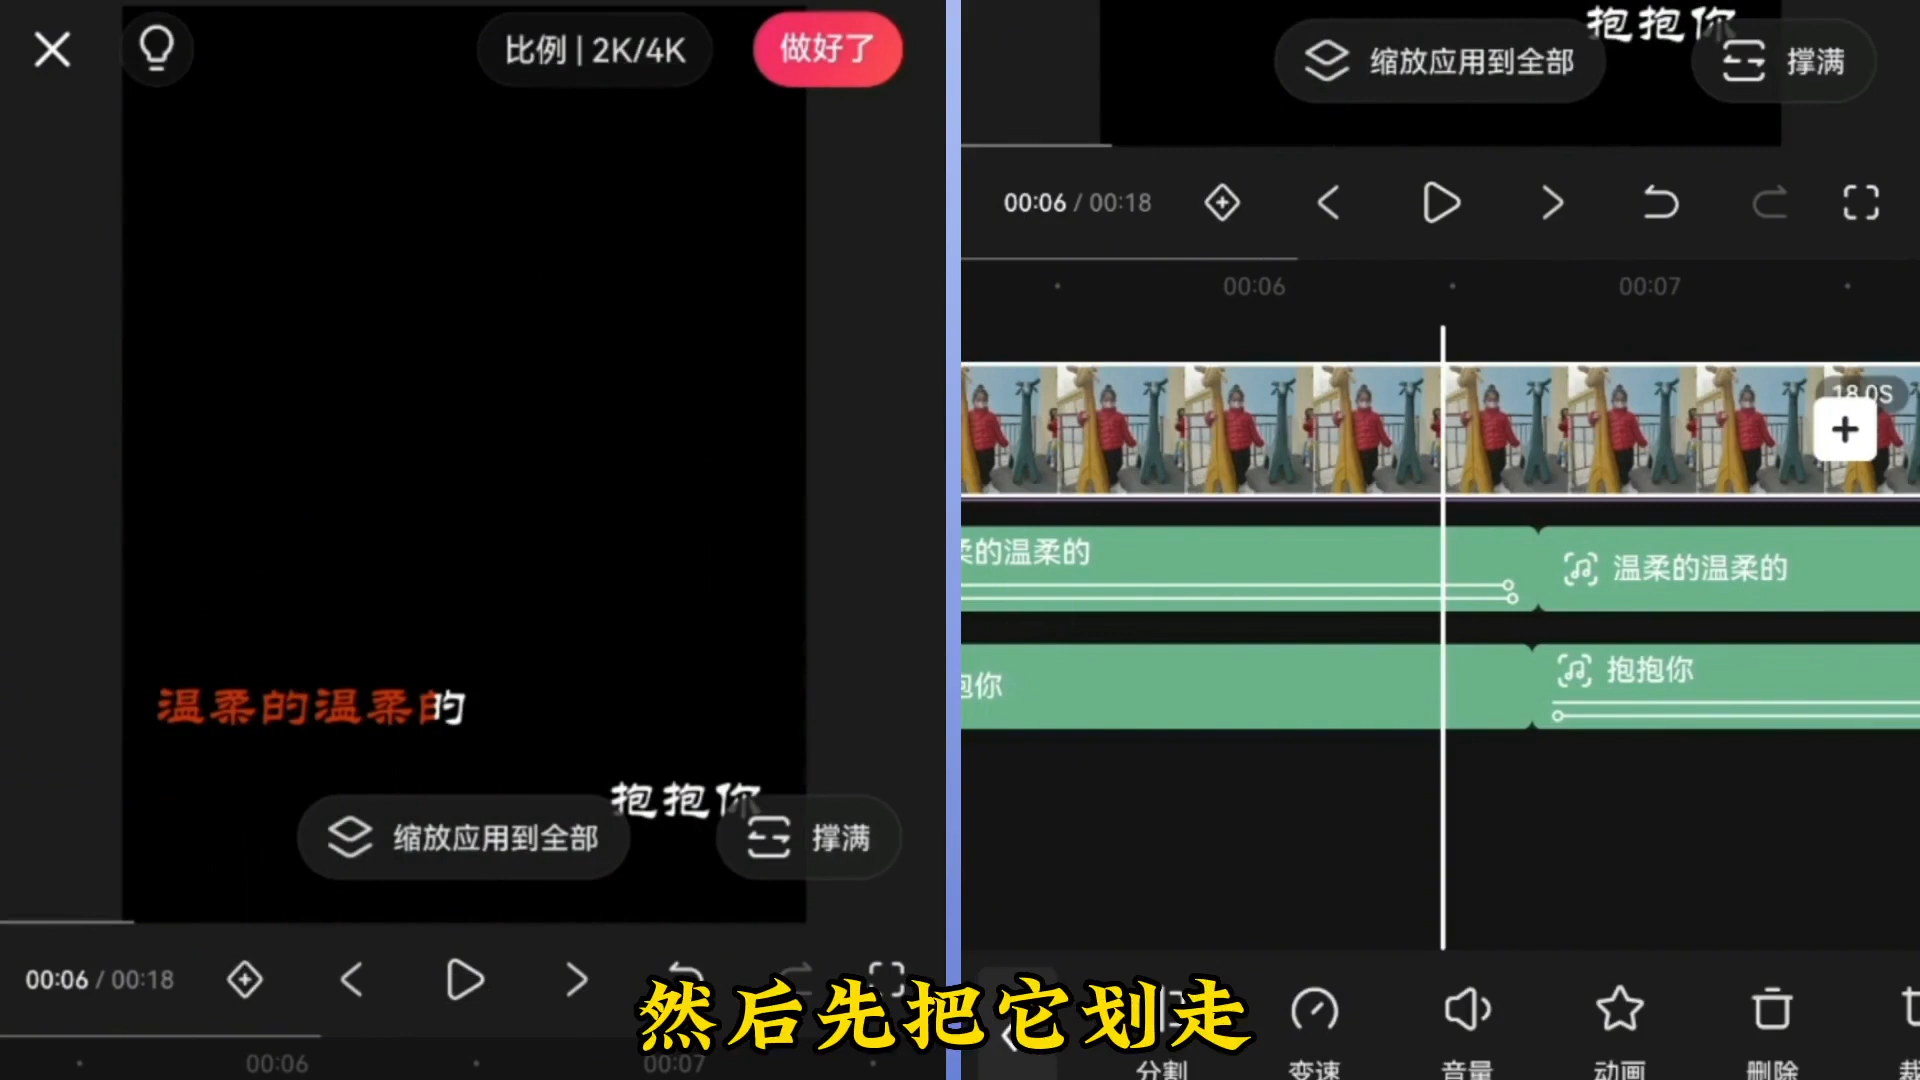 比例 | 2K/4K
做好了
温柔的温柔的
抱抱你
缩放应用到全部
撑满
00:06 / 00:18
00:06
00:07
抱抱你
缩放应用到全部
撑满
00:06 / 00:18
00:06
00:07
18.0S
柔的温柔的
温柔的温柔的
抱你
抱抱你
分割
变速
音量
动画
删除
裁
然后先把它划走